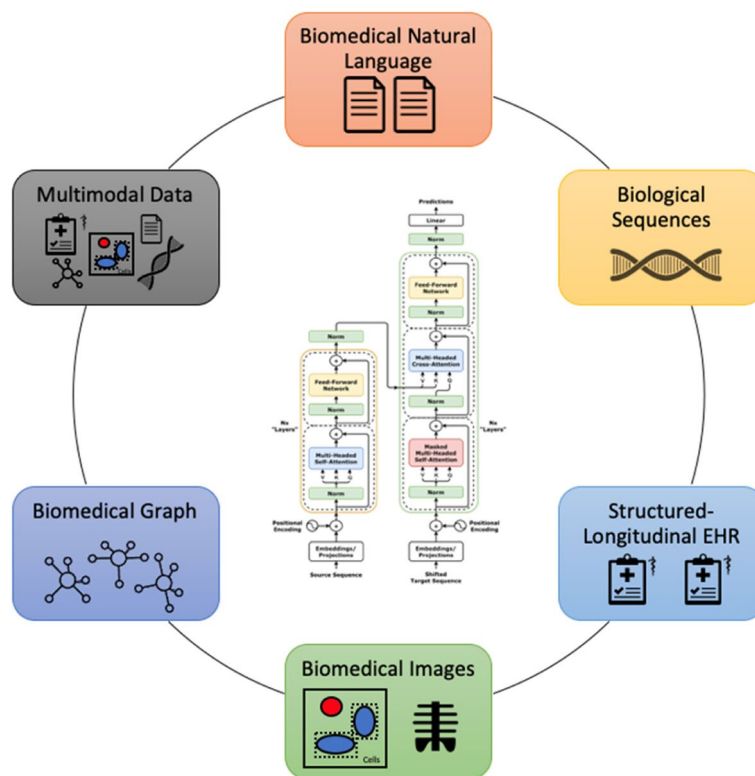 Biomedical Natural
Language
Multimodal Data
Cells
Biological
Sequences
Predictions
Linear
Norm
+
Feed-Forward
Network
Norm
+
Multi-Headed
Cross-Attention
V K Q
Norm
+
Masked
Multi-Headed
Self-Attention
V K Q
Norm
Nx
"Layers"
+
Positional
Encoding
Embeddings/
Projections
Shifted
Target Sequence
Norm
+
Feed-Forward
Network
Norm
+
Multi-Headed
Self-Attention
V K Q
Norm
Nx
"Layers"
Positional
Encoding
+
Embeddings/
Projections
Source Sequence
Biomedical Graph
Structured-
Longitudinal EHR
Biomedical Images
Cells